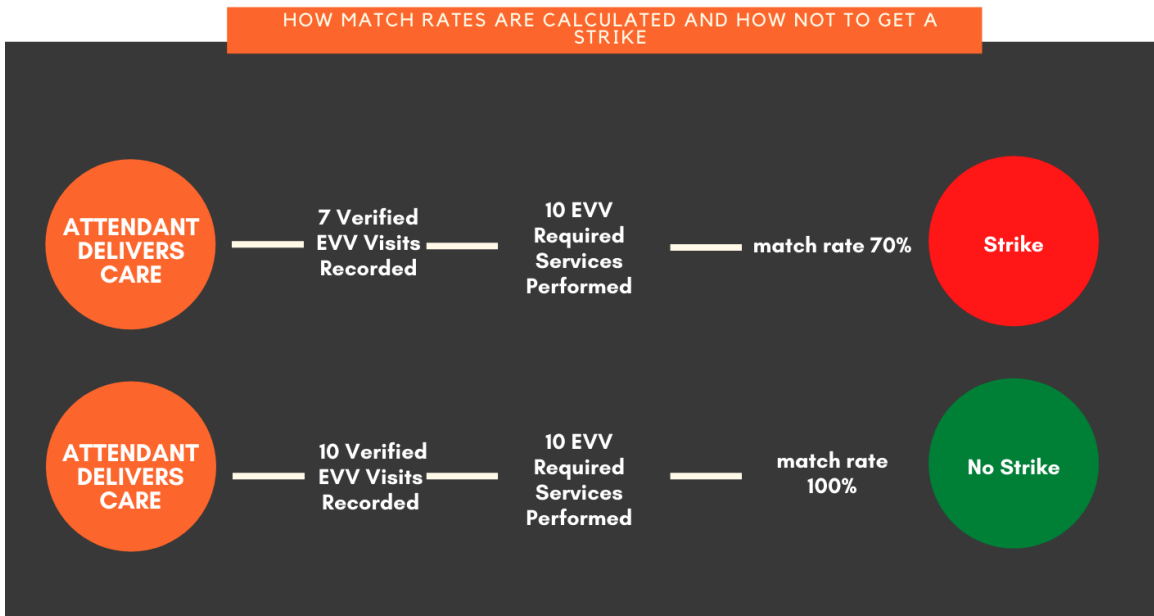 HOW MATCH RATES ARE CALCULATED AND HOW NOT TO GET A
STRIKE
ATTENDANT
DELIVERS
CARE
7 Verified
EVV Visits
Recorded
10 EVV
Required
Services
Performed
match rate 70%
Strike
ATTENDANT
DELIVERS
CARE
10 Verified
EVV Visits
Recorded
10 EVV
Required
Services
Performed
match rate
100%
No Strike